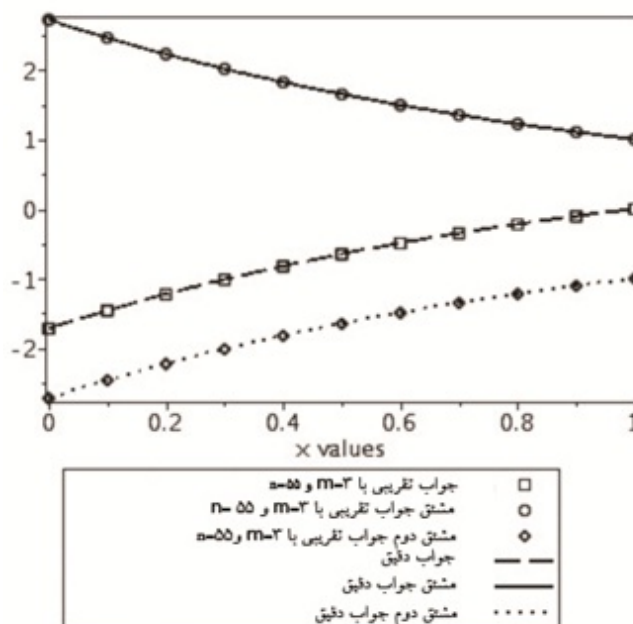 2
1
0
-1
-2
0 0.2 0.4 0.6 0.8 1
x values
جواب تقریبی با m=۳ و n=۵۵
مشتق جواب تقریبی با m=۳ و n= ۵۵
مشتق دوم جواب تقریبی با m=۳ و n=۵۵
جواب دقیق
مشتق جواب دقیق
مشتق دوم جواب دقیق